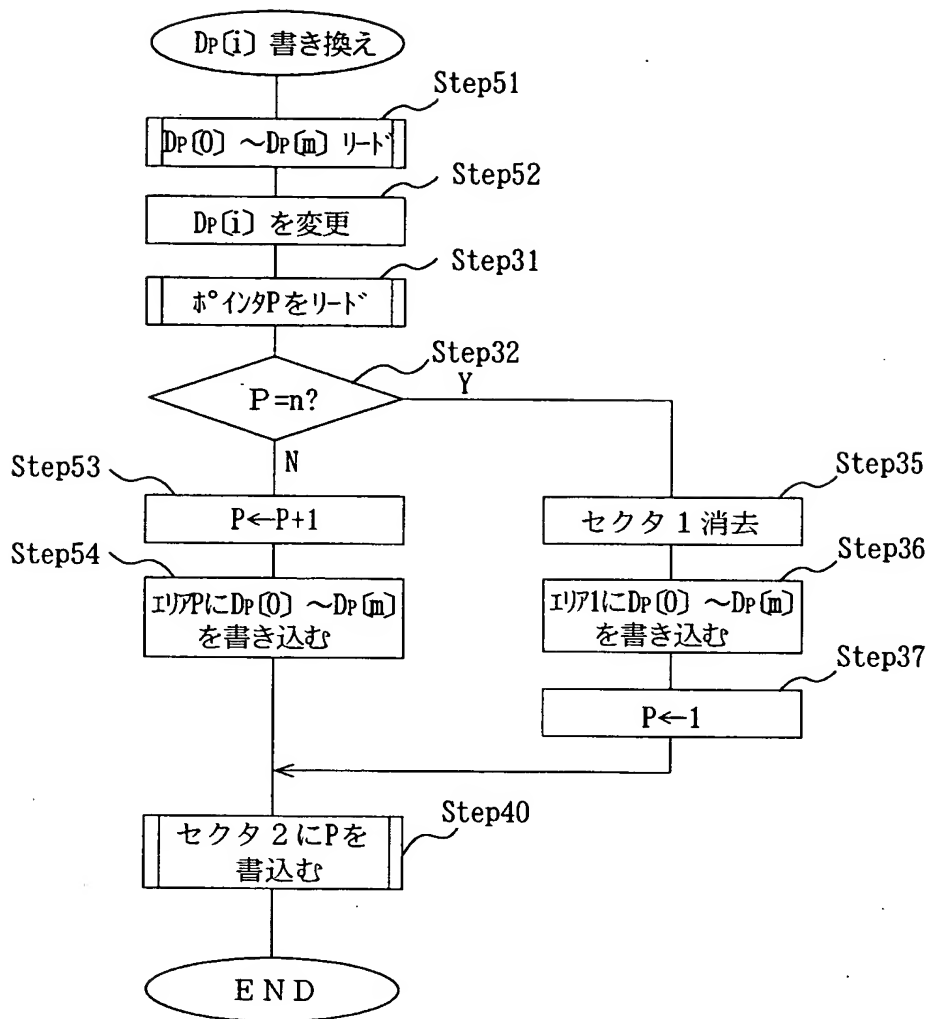 DP〔i〕 書き換え
Step51
DP〔0〕 ～DP〔m〕 リード
Step52
DP〔i〕 を変更
Step31
ポインタPをリード
Step32
P=n?
Y
N
Step53
P←P+1
Step54
エリアPにDP〔0〕 ～DP〔m〕
を書き込む
Step35
セクタ1消去
Step36
エリア1にDP〔0〕 ～DP〔m〕
を書き込む
Step37
P←1
Step40
セクタ2にPを
書込む
END